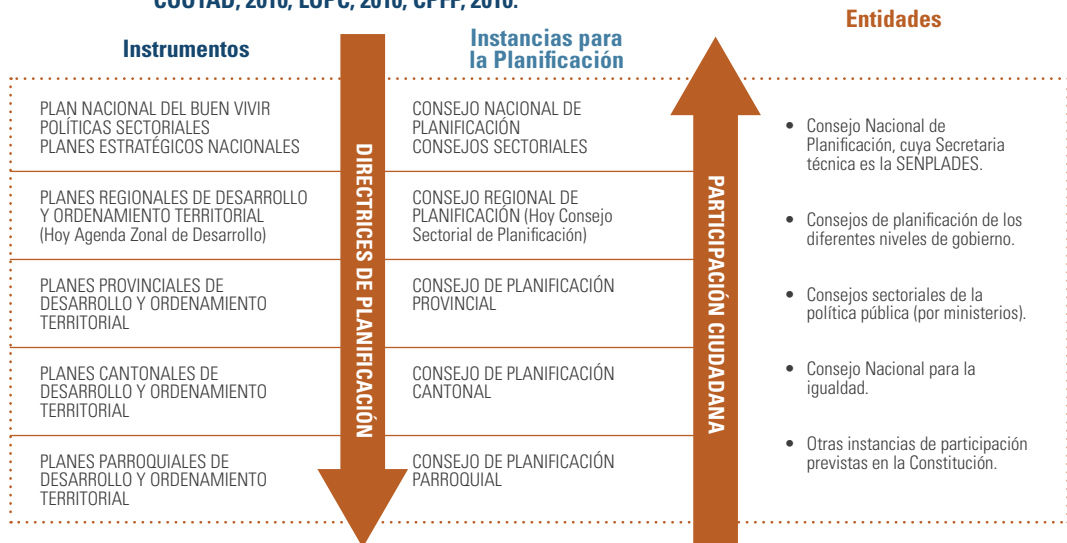 COOTAD, 2010, LOPC, 2010, CPFP, 2010.
Instrumentos
Instancias para
la Planificación
Entidades
PLAN NACIONAL DEL BUEN VIVIR
POLÍTICAS SECTORIALES
PLANES ESTRATÉGICOS NACIONALES
CONSEJO NACIONAL DE
PLANIFICACIÓN
CONSEJOS SECTORIALES
PLANES REGIONALES DE DESARROLLO
Y ORDENAMIENTO TERRITORIAL
(Hoy Agenda Zonal de Desarrollo)
CONSEJO REGIONAL DE
PLANIFICACIÓN (Hoy Consejo
Sectorial de Planificación)
PLANES PROVINCIALES DE
DESARROLLO Y ORDENAMIENTO
TERRITORIAL
CONSEJO DE PLANIFICACIÓN
PROVINCIAL
PLANES CANTONALES DE
DESARROLLO Y ORDENAMIENTO
TERRITORIAL
CONSEJO DE PLANIFICACIÓN
CANTONAL
PLANES PARROQUIALES DE
DESARROLLO Y ORDENAMIENTO
TERRITORIAL
CONSEJO DE PLANIFICACIÓN
PARROQUIAL
DIRECTRICES DE PLANIFICACIÓN
PARTICIPACIÓN CIUDADANA
• Consejo Nacional de
Planificación, cuya Secretaria
técnica es la SENPLADES.
• Consejos de planificación de los
diferentes niveles de gobierno.
• Consejos sectoriales de la
política pública (por ministerios).
• Consejo Nacional para la
igualdad.
• Otras instancias de participación
previstas en la Constitución.